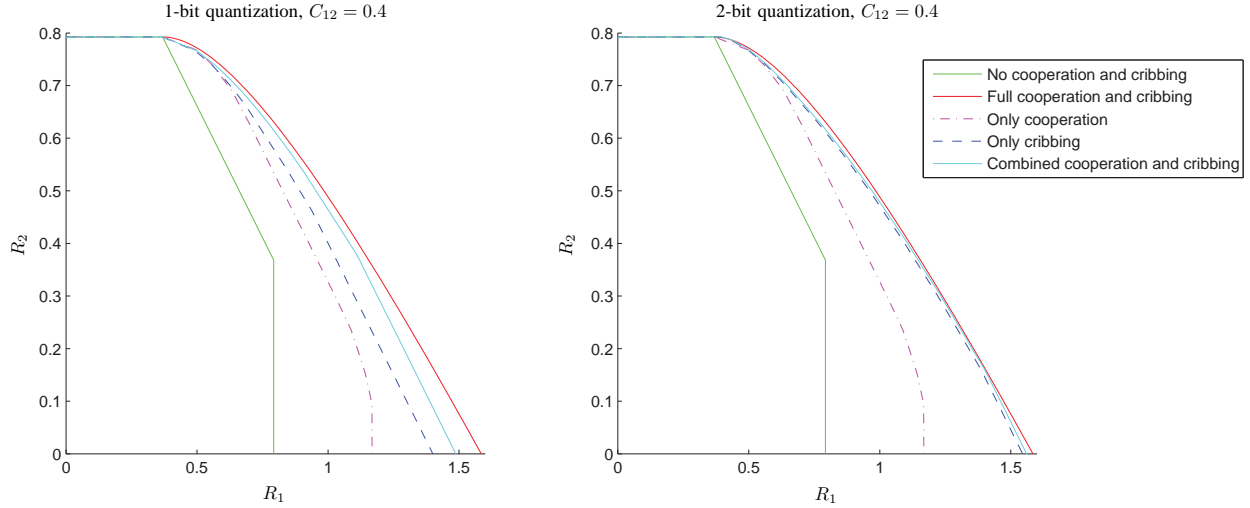 1-bit quantization, C12 = 0.4
0.8
0.7
0.6
0.5
0.4
0.3
0.2
0.1
0
R2
0
0.5
1
1.5
R1
2-bit quantization, C12 = 0.4
0.8
0.7
0.6
0.5
0.4
0.3
0.2
0.1
0
R2
0
0.5
1
1.5
R1
No cooperation and cribbing
Full cooperation and cribbing
Only cooperation
Only cribbing
Combined cooperation and cribbing